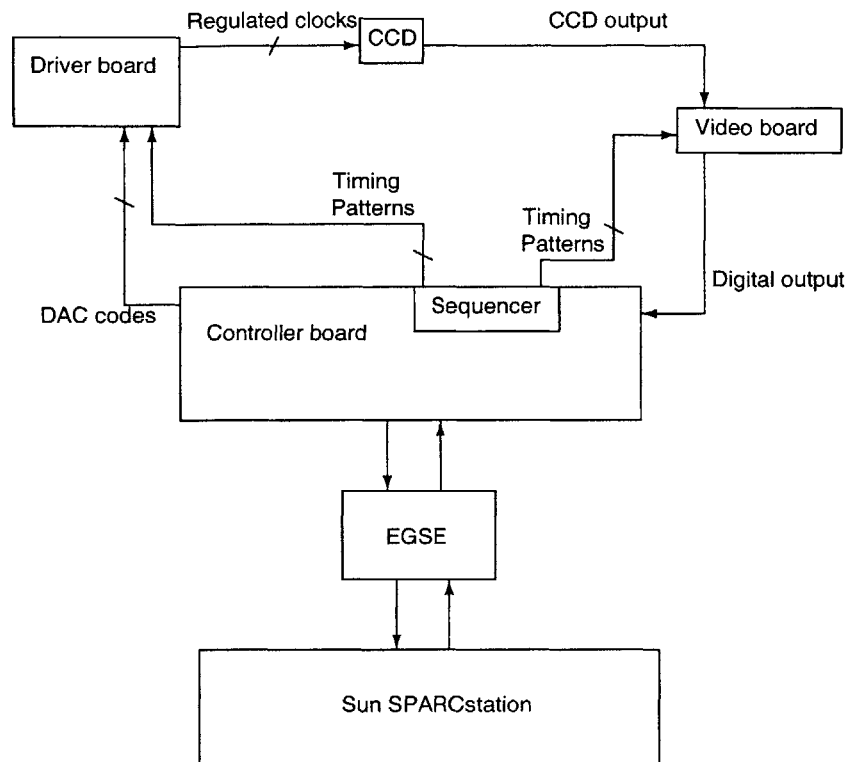 Regulated clocks
CCD
CCD output
Driver board
Video board
Timing
Patterns
Timing
Patterns
Digital output
DAC codes
Sequencer
Controller board
EGSE
Sun SPARCstation